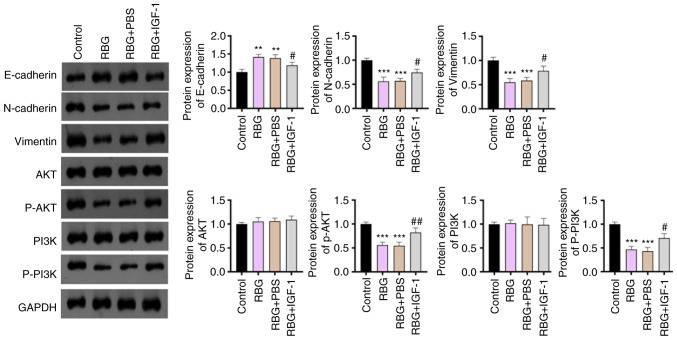 Control
RBG
RBG+PBS
RBG+IGF-1
E-cadherin
N-cadherin
Vimentin
AKT
P-AKT
PI3K
P-PI3K
GAPDH
Protein expression
of E-cadherin
2.0
1.5
1.0
0.5
0.0
**
**
#
Control
RBG
RBG+PBS
RBG+IGF-1
Protein expression
of N-cadherin
1.5
1.0
0.5
0.0
***
***
#
Control
RBG
RBG+PBS
RBG+IGF-1
Protein expression
of Vimentin
1.5
1.0
0.5
0.0
***
***
#
Control
RBG
RBG+PBS
RBG+IGF-1
Protein expression
of AKT
1.5
1.0
0.5
0.0
Control
RBG
RBG+PBS
RBG+IGF-1
Protein expression
of p-AKT
1.5
1.0
0.5
0.0
***
***
##
Control
RBG
RBG+PBS
RBG+IGF-1
Protein expression
of PI3K
1.5
1.0
0.5
0.0
Control
RBG
RBG+PBS
RBG+IGF-1
Protein expression
of P-PI3K
1.5
1.0
0.5
0.0
***
***
#
Control
RBG
RBG+PBS
RBG+IGF-1